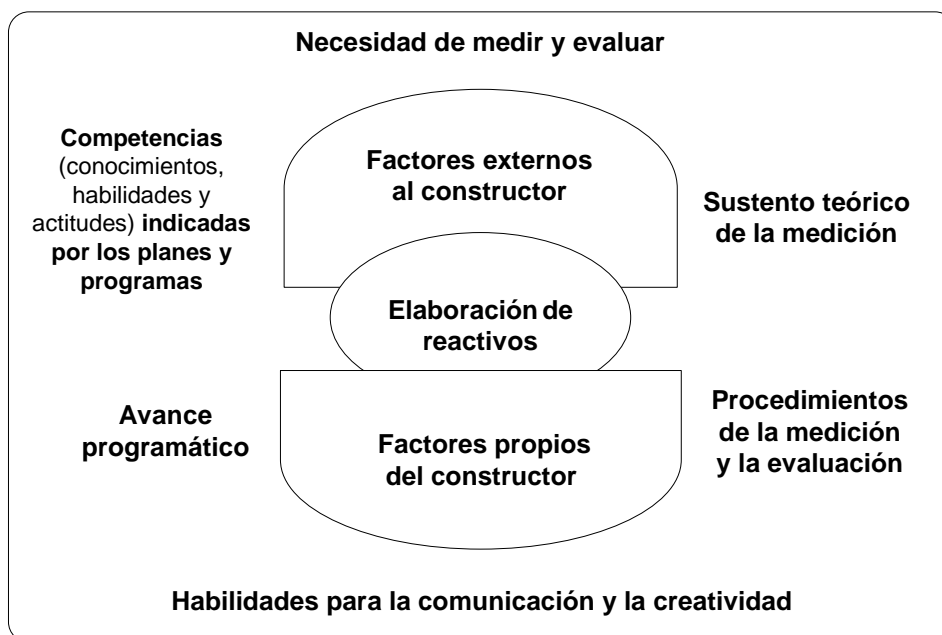 Necesidad de medir y evaluar
Competencias
(conocimientos,
habilidades y
actitudes) indicadas
por los planes y
programas
Factores externos
al constructor
Sustento teórico
de la medición
Elaboración de
reactivos
Avance
programático
Factores propios
del constructor
Procedimientos
de la medición
y la evaluación
Habilidades para la comunicación y la creatividad